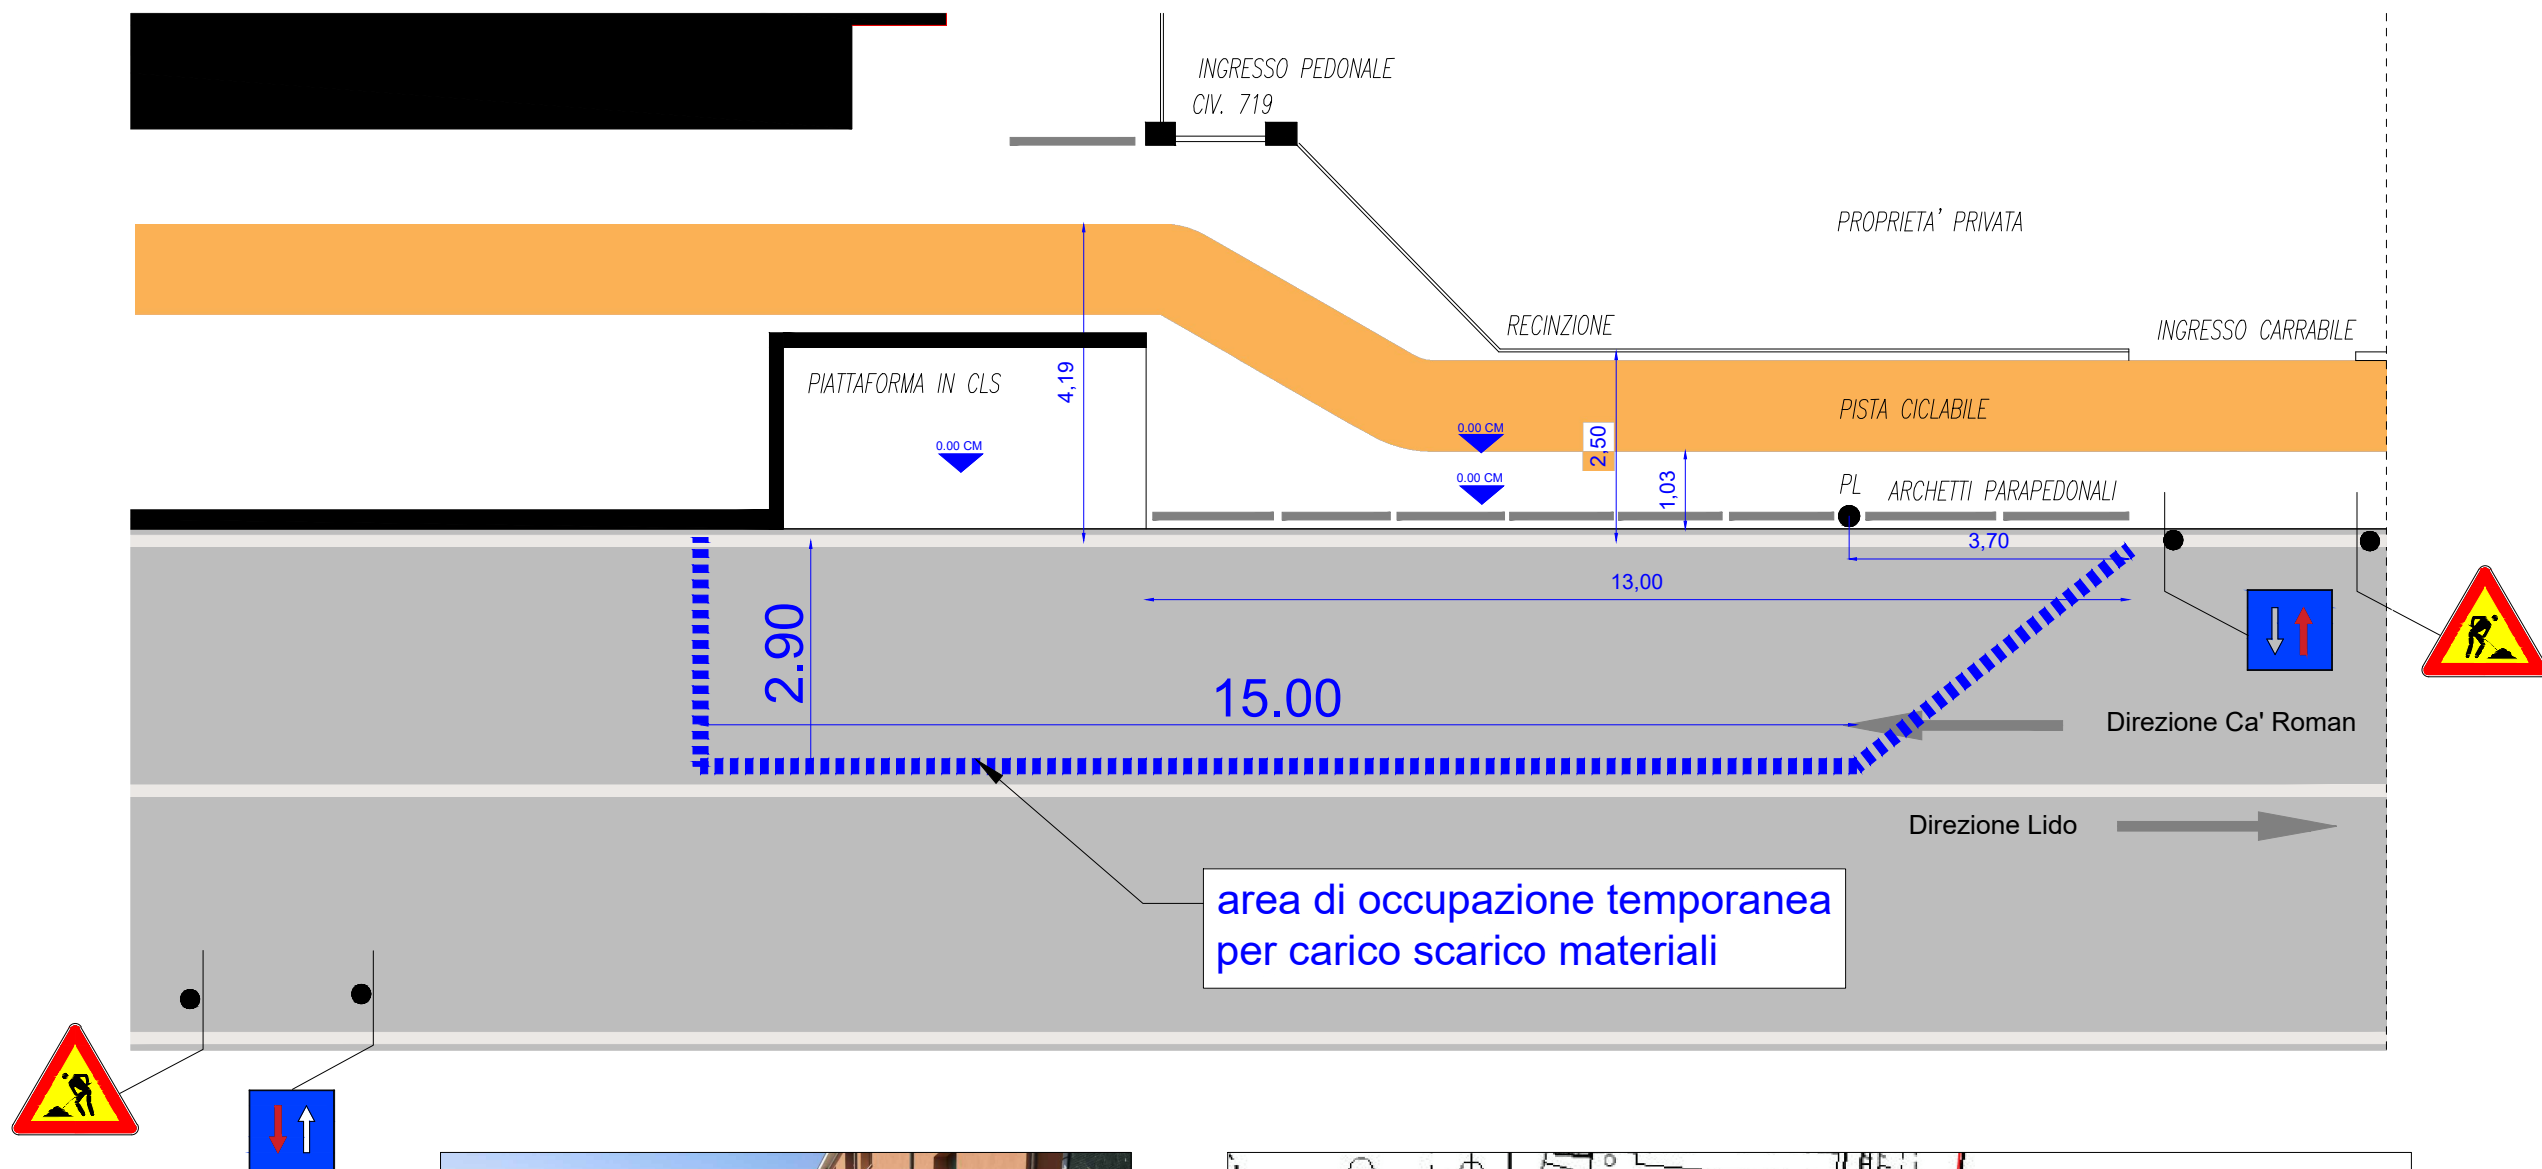 INGRESSO PEDONALE
CIV. 719
PROPRIETA' PRIVATA
RECINZIONE
INGRESSO CARRABILE
4,19
PIATTAFORMA IN CLS
PISTA CICLABILE
0.00 CM
0.00 CM
2,50
0.00 CM
1,03
PL
ARCHETTI PARAPEDONALI
3,70
13,00
2.90
15.00
Direzione Ca' Roman
Direzione Lido
area di occupazione temporanea
per carico scarico materiali